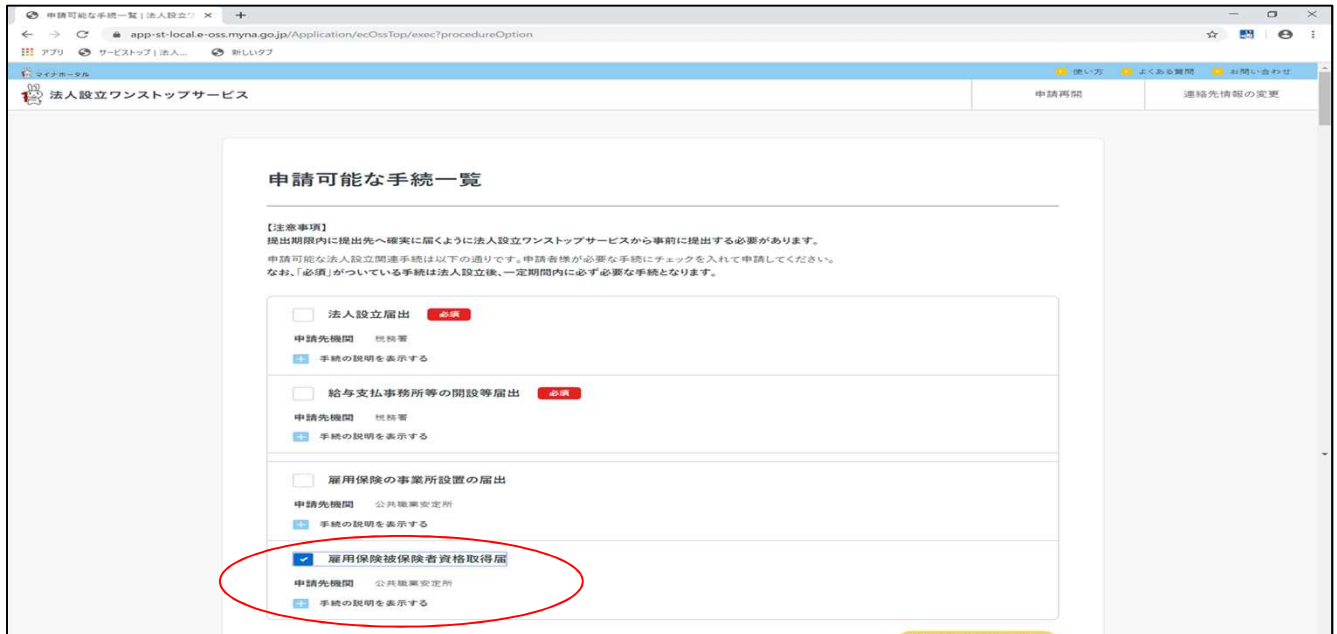 申請可能な手続一覧 | 法人設立ワ
app-st-local.e-oss.myna.go.jp/Application/ecOssTop/exec?procedureOption
アプリ サービストップ | 法人... 新しいタブ
マイナポータル 使い方 よくある質問 お問い合わせ
法人設立ワンストップサービス 申請再開 連絡先情報の変更
申請可能な手続一覧
【注意事項】
提出期限内に提出先へ確実に届くように法人設立ワンストップサービスから事前に提出する必要があります。
申請可能な法人設立関連手続は以下の通りです。申請者様が必要な手続にチェックを入れて申請してください。
なお、「必須」がついている手続は法人設立後、一定期間内に必ず必要な手続となります。
法人設立届出 必須
申請先機関 税務署
手続の説明を表示する
給与支払事務所等の開設等届出 必須
申請先機関 税務署
手続の説明を表示する
雇用保険の事業所設置の届出
申請先機関 公共職業安定所
手続の説明を表示する
雇用保険被保険者資格取得届
申請先機関 公共職業安定所
手続の説明を表示する